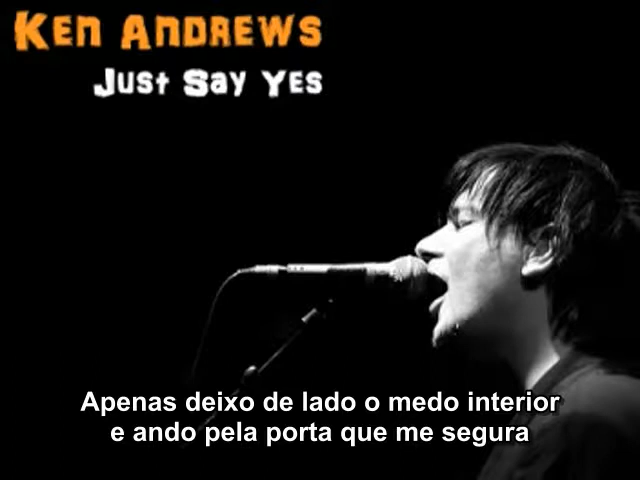 Ken Andrews
Just Say Yes
Apenas deixo de lado o medo interior
e ando pela porta que me segura